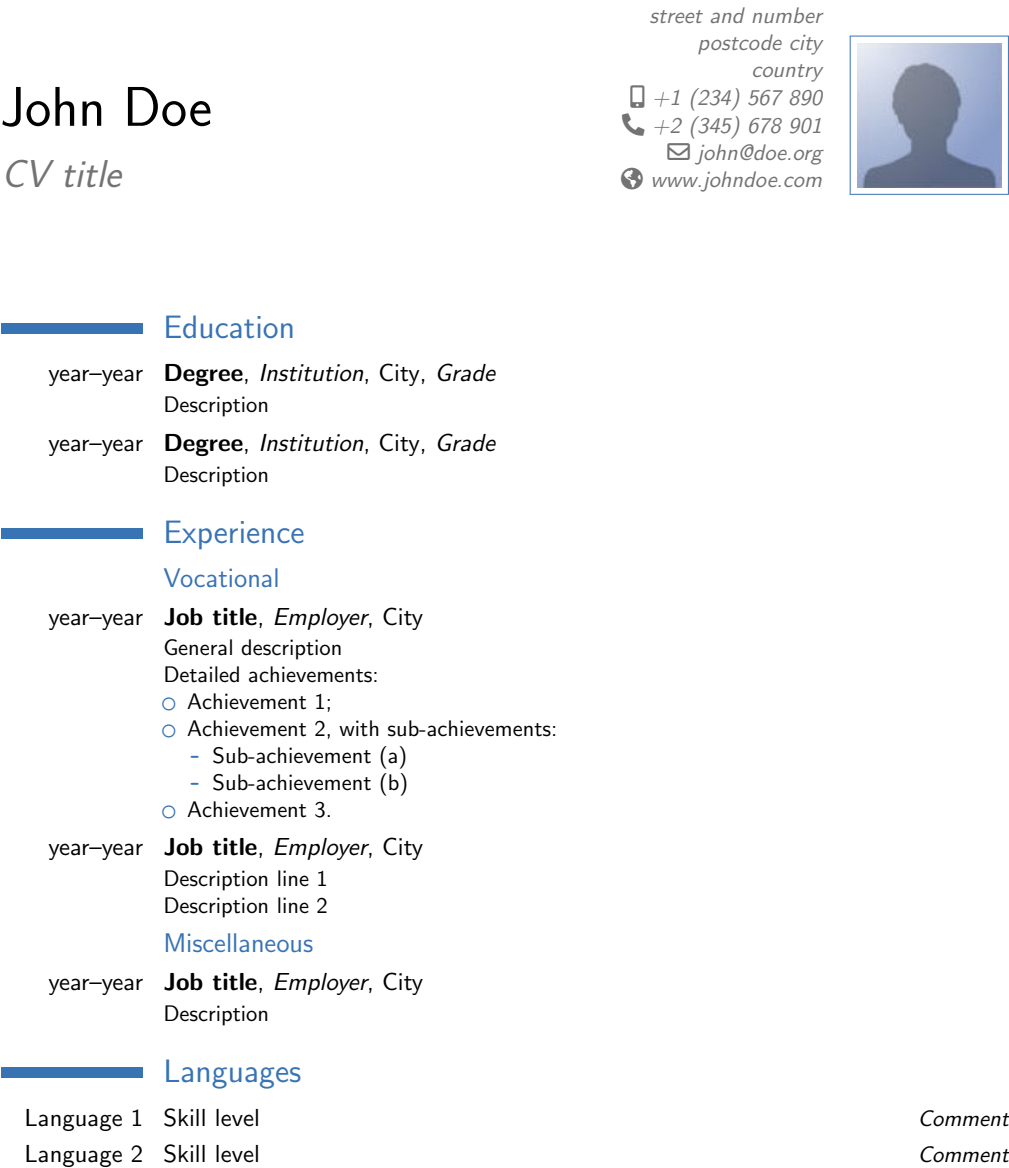 John Doe
CV title
street and number
postcode city
country
+1 (234) 567 890
+2 (345) 678 901
john@doe.org
www.johndoe.com
Education
year–year Degree, Institution, City, Grade
Description
year–year Degree, Institution, City, Grade
Description
Experience
Vocational
year–year Job title, Employer, City
General description
Detailed achievements:
○ Achievement 1;
○ Achievement 2, with sub-achievements:
- Sub-achievement (a)
- Sub-achievement (b)
○ Achievement 3.
year–year Job title, Employer, City
Description line 1
Description line 2
Miscellaneous
year–year Job title, Employer, City
Description
Languages
Language 1 Skill level Comment
Language 2 Skill level Comment